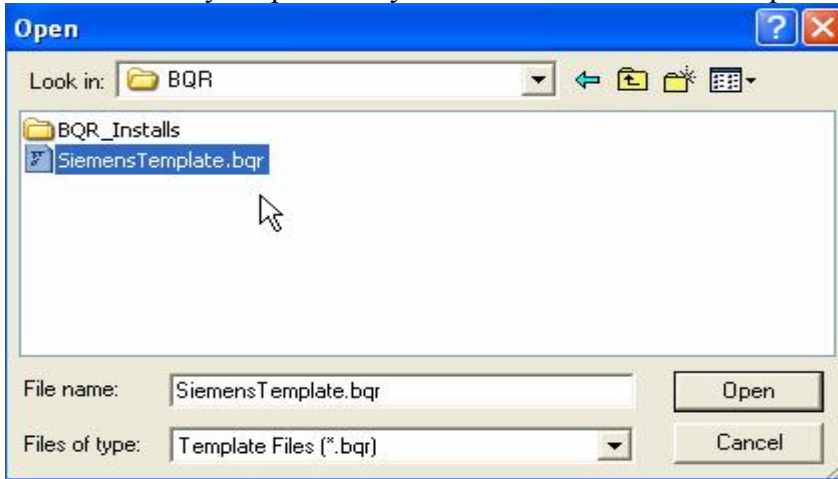 Open
Look in: BQR
BQR_Installs
SiemensTemplate.bqr
File name: SiemensTemplate.bqr Open
Files of type: Template Files (*.bqr) Cancel